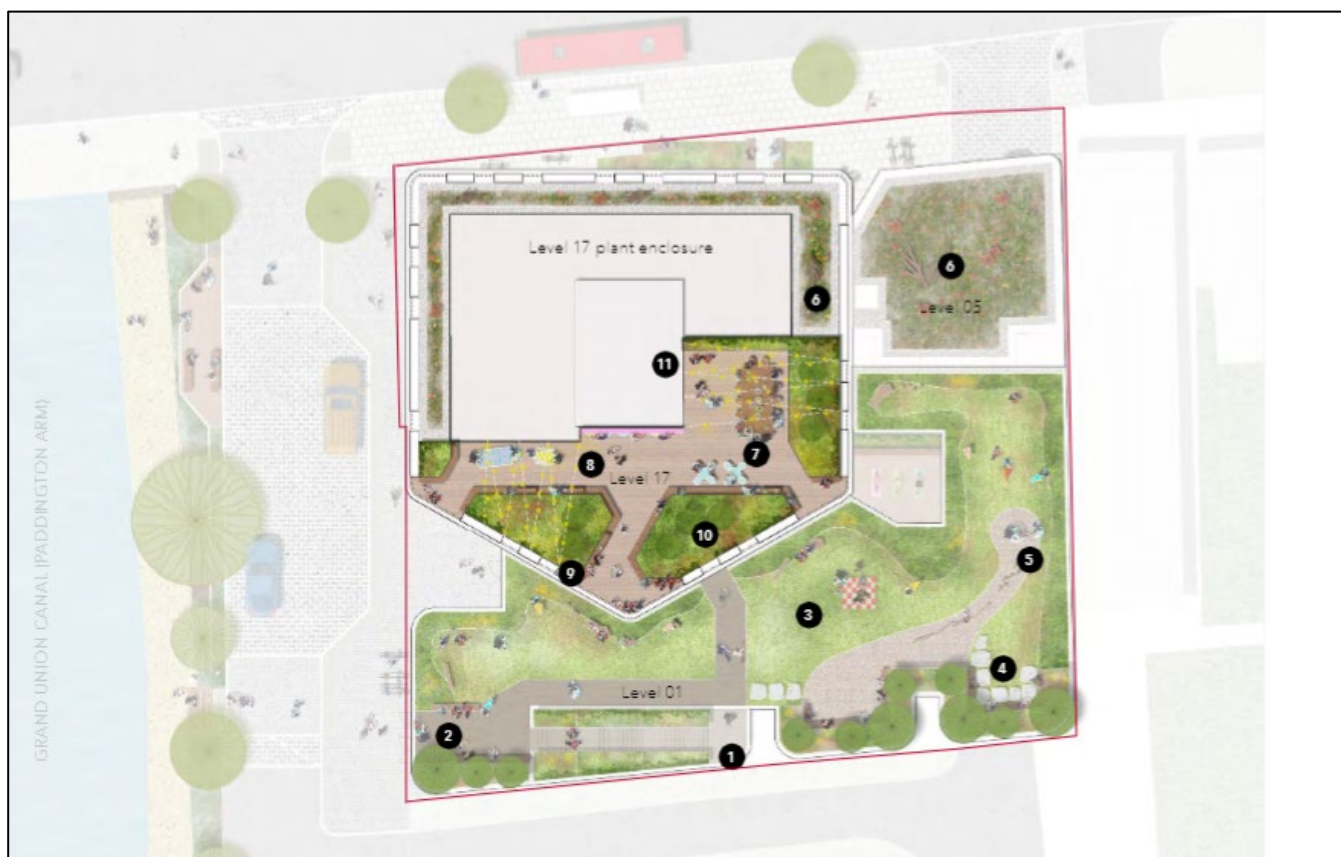 Level 17 plant enclosure
6
6
Level 05
11
7
8
Level 17
10
9
5
3
4
Level 01
2
1
GRAND UNION CANAL (PADDINGTON ARM)